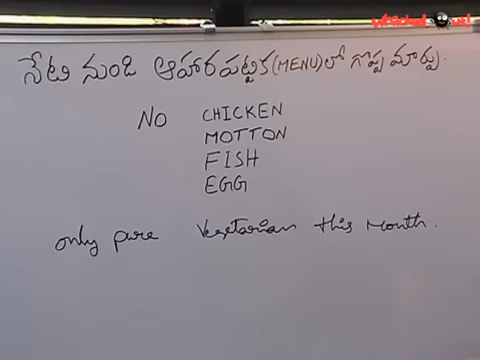 నేటి నుండి ఆహారపట్టిక (MENU)లో గొప్ప మార్పు.
NO CHICKEN
MOTTON
FISH
EGG
only pure Vegetarian this Month.